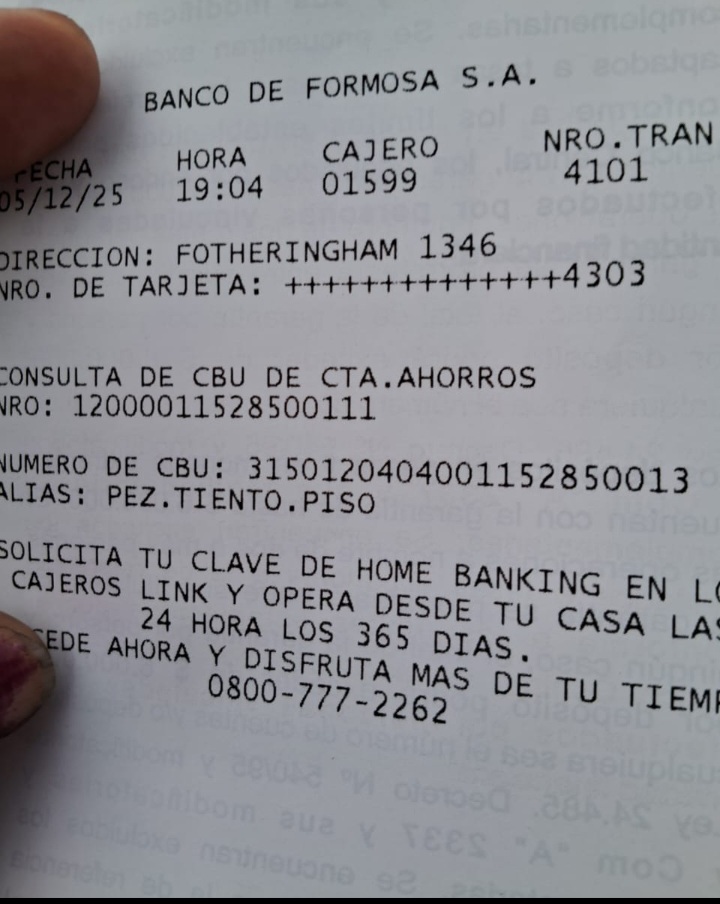 BANCO DE FORMOSA S.A.
FECHA HORA CAJERO NRO.TRAN
05/12/25 19:04 01599 4101
DIRECCION: FOTHERINGHAM 1346
NRO. DE TARJETA: ++++++++++++++4303
CONSULTA DE CBU DE CTA.AHORROS
NRO: 12000011528500111
NUMERO DE CBU: 3150120404001152850013
ALIAS: PEZ.TIENTO.PISO
SOLICITA TU CLAVE DE HOME BANKING EN LO
CAJEROS LINK Y OPERA DESDE TU CASA LAS
24 HORA LOS 365 DIAS.
CEDE AHORA Y DISFRUTA MAS DE TU TIEMP
0800-777-2262